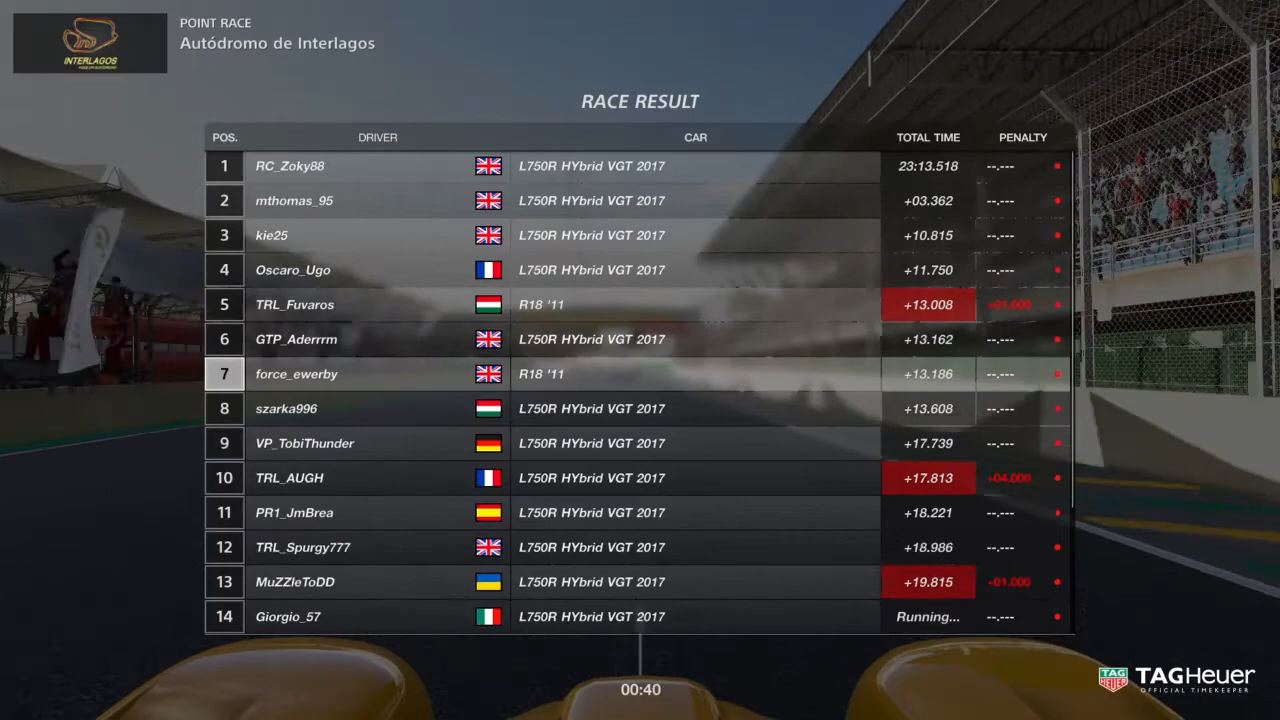 POINT RACE
Autódromo de Interlagos
INTERLAGOS
RACE RESULT
POS. DRIVER CAR TOTAL TIME PENALTY
1 RC_Zoky88 L750R HYbrid VGT 2017 23:13.518 --.---
2 mthomas_95 L750R HYbrid VGT 2017 +03.362 --.---
3 kie25 L750R HYbrid VGT 2017 +10.815 --.---
4 Oscaro_Ugo L750R HYbrid VGT 2017 +11.750 --.---
5 TRL_Fuvaros R18 '11 +13.008 +01.000
6 GTP_Aderrrm L750R HYbrid VGT 2017 +13.162 --.---
7 force_ewerby R18 '11 +13.186 --.---
8 szarka996 L750R HYbrid VGT 2017 +13.608 --.---
9 VP_TobiThunder L750R HYbrid VGT 2017 +17.739 --.---
10 TRL_AUGH L750R HYbrid VGT 2017 +17.813 +04.000
11 PR1_JmBrea L750R HYbrid VGT 2017 +18.221 --.---
12 TRL_Spurgy777 L750R HYbrid VGT 2017 +18.986 --.---
13 MuZZleToDD L750R HYbrid VGT 2017 +19.815 +01.000
14 Giorgio_57 L750R HYbrid VGT 2017 Running... --.---
00:40
TAG HEUER
TAGHeuer
OFFICIAL TIMEKEEPER